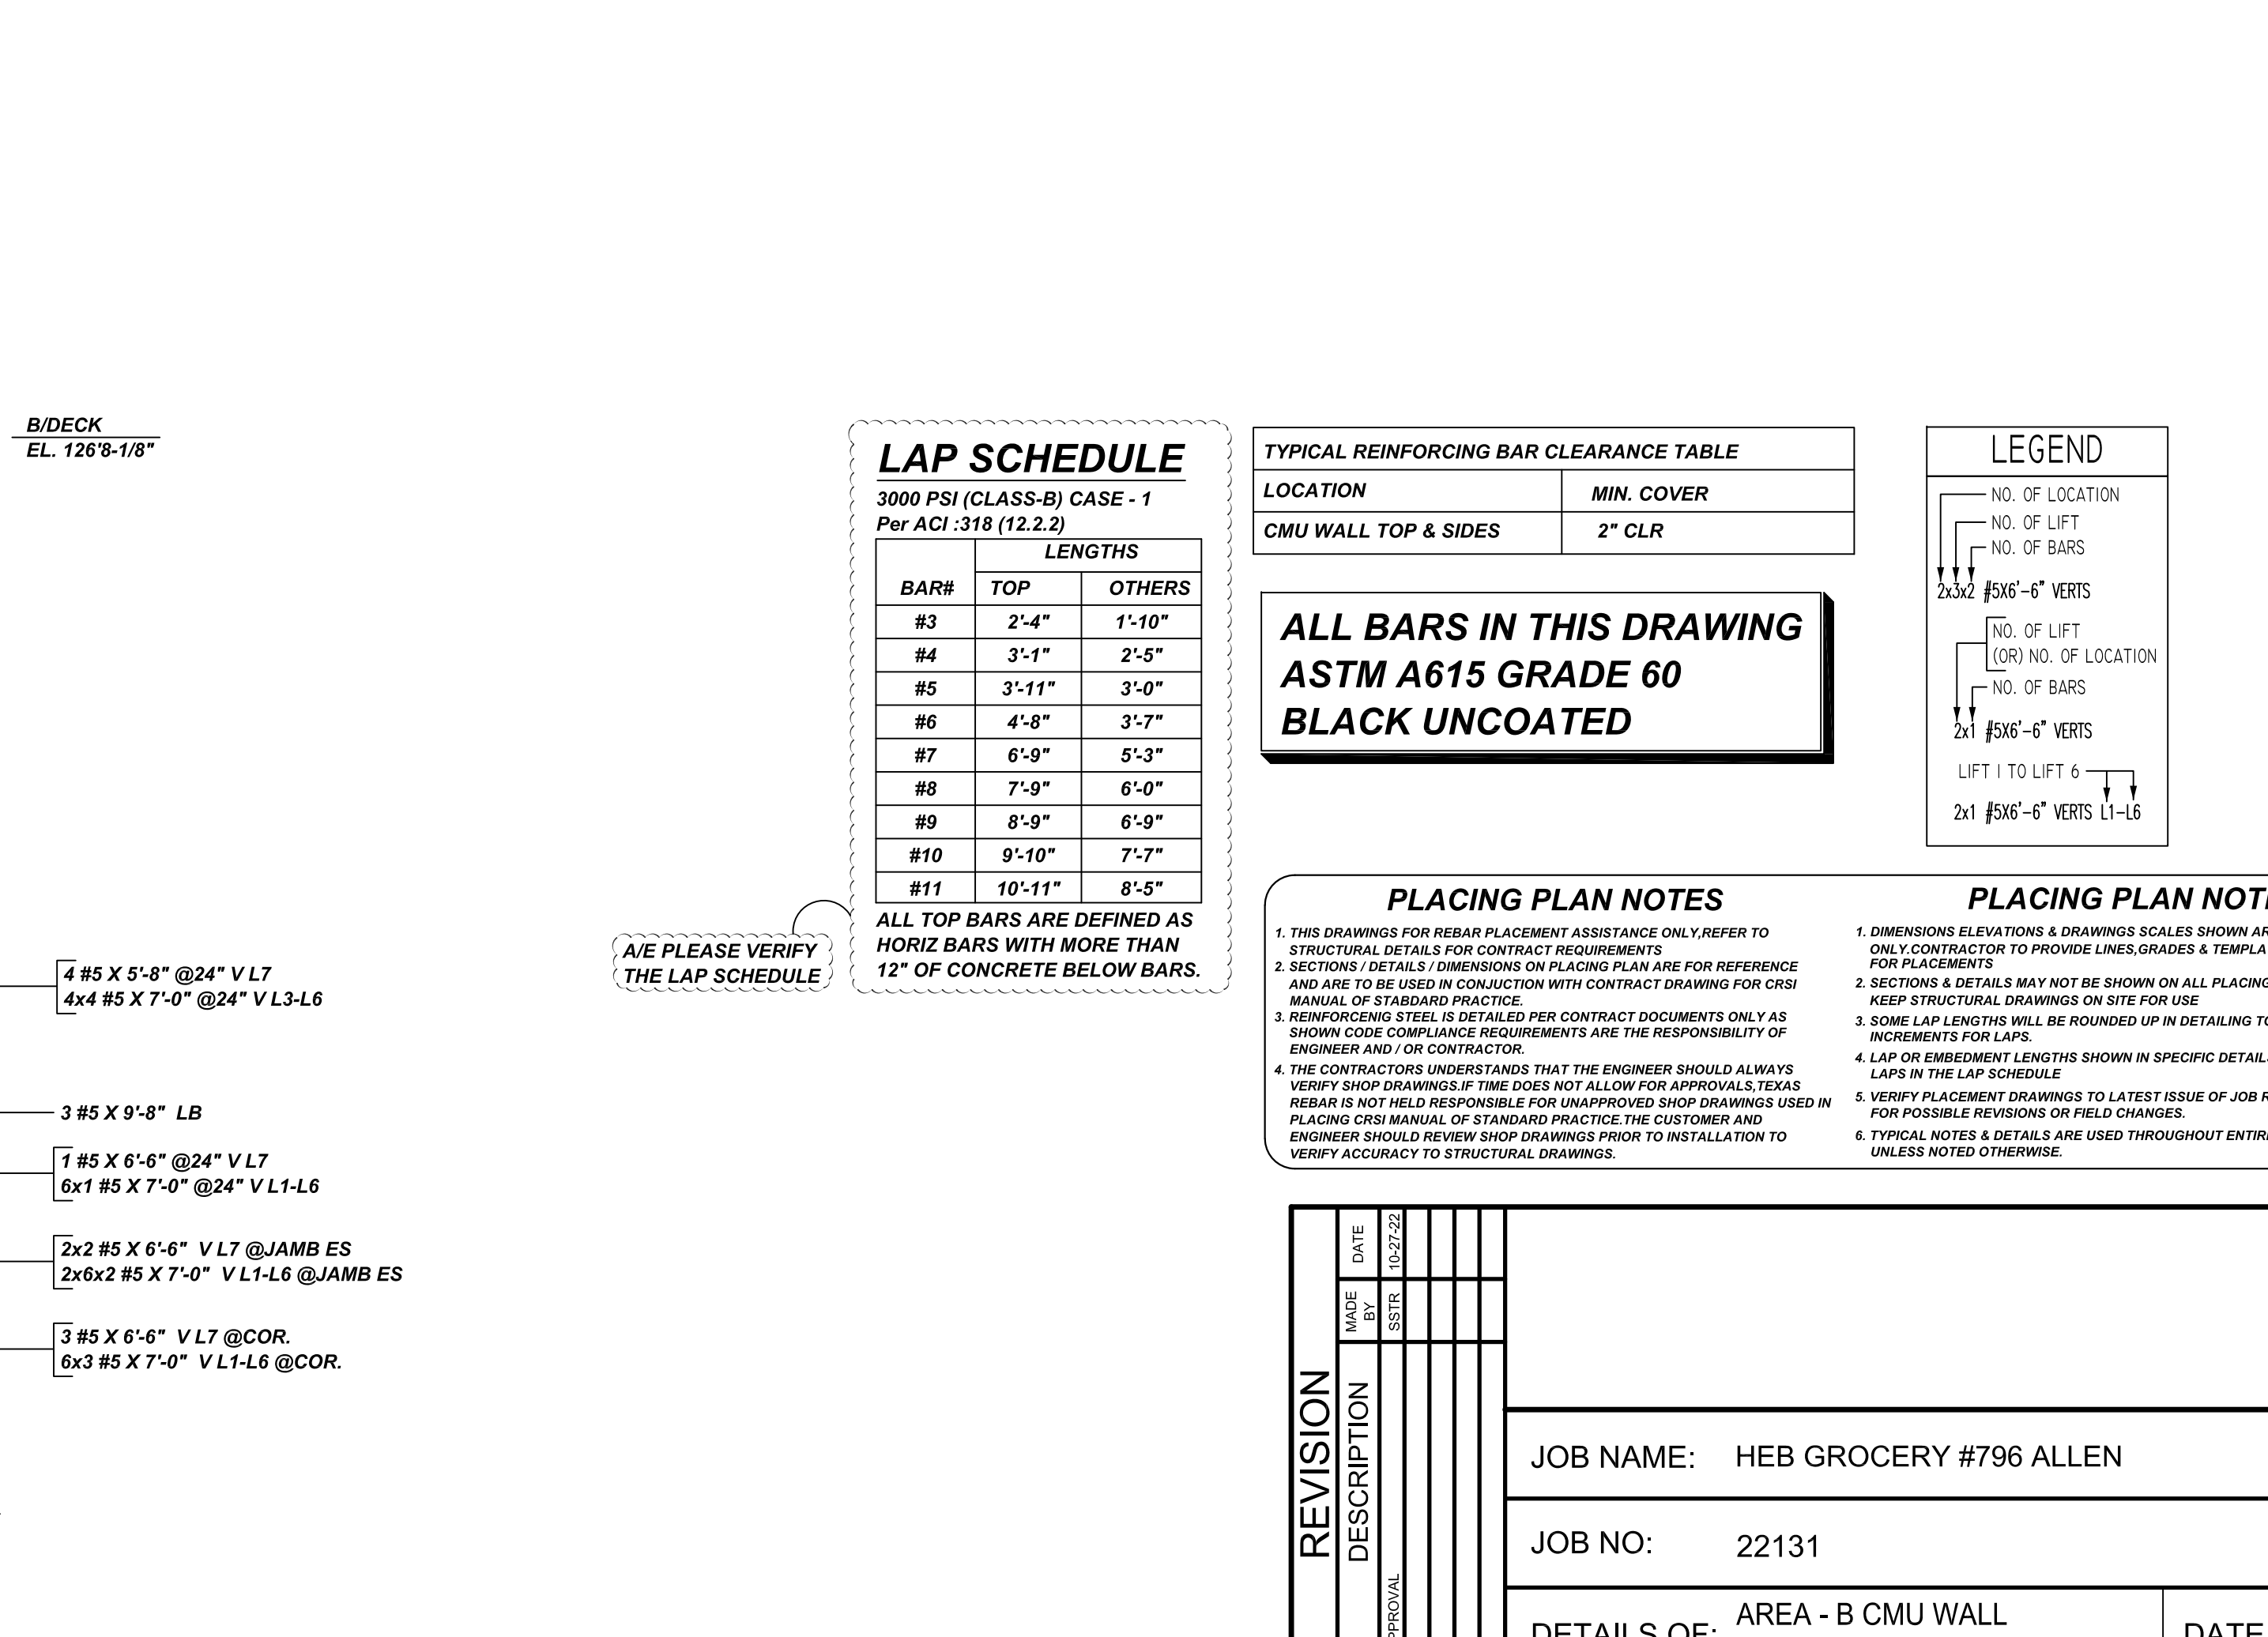 B/DECK
EL. 126'8-1/8"
4 #5 X 5'-8" @24" V L7
4x4 #5 X 7'-0" @24" V L3-L6
3 #5 X 9'-8" LB
1 #5 X 6'-6" @24" V L7
6x1 #5 X 7'-0" @24" V L1-L6
2x2 #5 X 6'-6" V L7 @JAMB ES
2x6x2 #5 X 7'-0" V L1-L6 @JAMB ES
3 #5 X 6'-6" V L7 @COR.
6x3 #5 X 7'-0" V L1-L6 @COR.
A/E PLEASE VERIFY
THE LAP SCHEDULE
LAP SCHEDULE
3000 PSI (CLASS-B) CASE - 1
Per ACI :318 (12.2.2)
LENGTHS
BAR# TOP OTHERS
#3 2'-4" 1'-10"
#4 3'-1" 2'-5"
#5 3'-11" 3'-0"
#6 4'-8" 3'-7"
#7 6'-9" 5'-3"
#8 7'-9" 6'-0"
#9 8'-9" 6'-9"
#10 9'-10" 7'-7"
#11 10'-11" 8'-5"
ALL TOP BARS ARE DEFINED AS
HORIZ BARS WITH MORE THAN
12" OF CONCRETE BELOW BARS.
TYPICAL REINFORCING BAR CLEARANCE TABLE
LOCATION MIN. COVER
CMU WALL TOP & SIDES 2" CLR
ALL BARS IN THIS DRAWING
ASTM A615 GRADE 60
BLACK UNCOATED
LEGEND
NO. OF LOCATION
NO. OF LIFT
NO. OF BARS
2x3x2 #5X6'-6" VERTS
NO. OF LIFT
(OR) NO. OF LOCATION
NO. OF BARS
2x1 #5X6'-6" VERTS
LIFT 1 TO LIFT 6
2x1 #5X6'-6" VERTS L1-L6
PLACING PLAN NOTES
1. THIS DRAWINGS FOR REBAR PLACEMENT ASSISTANCE ONLY,REFER TO
STRUCTURAL DETAILS FOR CONTRACT REQUIREMENTS
2. SECTIONS / DETAILS / DIMENSIONS ON PLACING PLAN ARE FOR REFERENCE
AND ARE TO BE USED IN CONJUCTION WITH CONTRACT DRAWING FOR CRSI
MANUAL OF STABDARD PRACTICE.
3. REINFORCENIG STEEL IS DETAILED PER CONTRACT DOCUMENTS ONLY AS
SHOWN CODE COMPLIANCE REQUIREMENTS ARE THE RESPONSIBILITY OF
ENGINEER AND / OR CONTRACTOR.
4. THE CONTRACTORS UNDERSTANDS THAT THE ENGINEER SHOULD ALWAYS
VERIFY SHOP DRAWINGS.IF TIME DOES NOT ALLOW FOR APPROVALS,TEXAS
REBAR IS NOT HELD RESPONSIBLE FOR UNAPPROVED SHOP DRAWINGS USED IN
PLACING CRSI MANUAL OF STANDARD PRACTICE.THE CUSTOMER AND
ENGINEER SHOULD REVIEW SHOP DRAWINGS PRIOR TO INSTALLATION TO
VERIFY ACCURACY TO STRUCTURAL DRAWINGS.
PLACING PLAN
1. DIMENSIONS ELEVATIONS & DRAWINGS SCALES SHOWN
ONLY.CONTRACTOR TO PROVIDE LINES,GRADES &
FOR PLACEMENTS
2. SECTIONS & DETAILS MAY NOT BE SHOWN ON ALL PLACING
KEEP STRUCTURAL DRAWINGS ON SITE FOR USE
3. SOME LAP LENGTHS WILL BE ROUNDED UP IN DETAILING
INCREMENTS FOR LAPS.
4. LAP OR EMBEDMENT LENGTHS SHOWN IN SPECIFIC
LAPS IN THE LAP SCHEDULE
5. VERIFY PLACEMENT DRAWINGS TO LATEST ISSUE OF JOB
FOR POSSIBLE REVISIONS OR FIELD CHANGES.
6. TYPICAL NOTES & DETAILS ARE USED THROUGHOUT
UNLESS NOTED OTHERWISE.
REVISION
DATE
MADE
BY
DESCRIPTION
10-27-22
SSTR
JOB NAME: HEB GROCERY #796 ALLEN
JOB NO: 22131
DETAILS OF: AREA - B CMU WALL
DATE